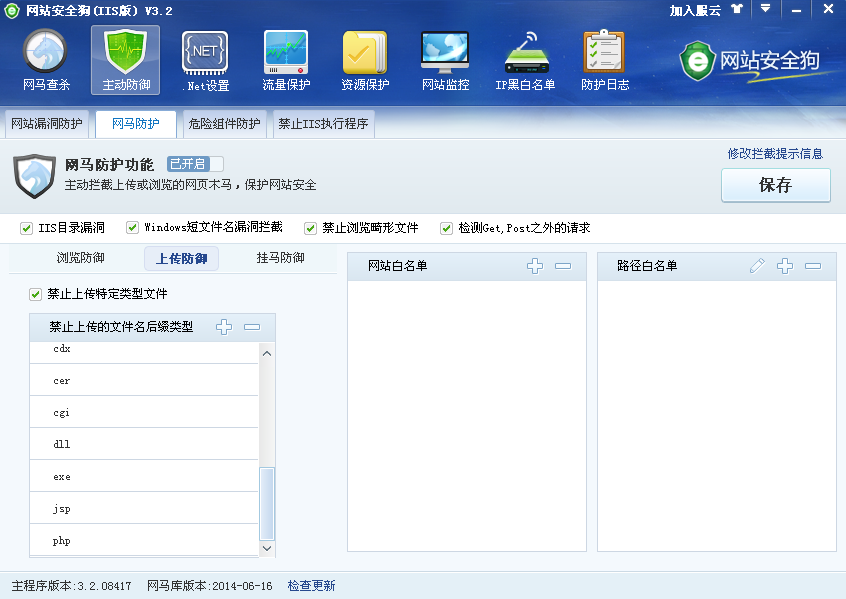 网站安全狗(IIS版) V3.2 加入服云
网马查杀 主动防御 .Net设置 流量保护 资源保护 网站监控 IP黑白名单 防护日志 网站安全狗
{.NET}
网站漏洞防护 网马防护 危险组件防护 禁止IIS执行程序
网马防护功能 已开启 修改拦截提示信息
主动拦截上传或浏览的网页木马，保护网站安全 保存
IIS目录漏洞 Windows短文件名漏洞拦截 禁止浏览畸形文件 检测Get,Post之外的请求
浏览防御 上传防御 挂马防御 网站白名单 路径白名单
禁止上传特定类型文件
禁止上传的文件名后缀类型
cdx
cer
cgi
dll
exe
jsp
php
主程序版本:3.2.08417 网马库版本:2014-06-16 检查更新